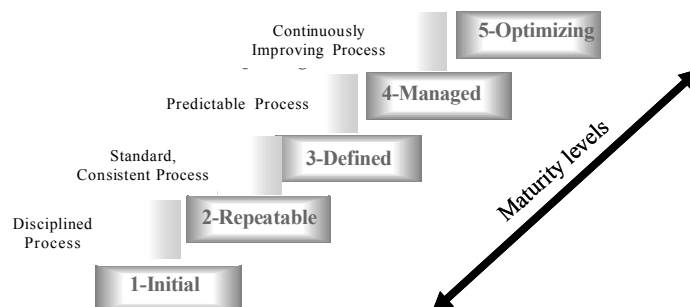 Continuously
Improving Process
5-Optimizing
Predictable Process
4-Managed
Standard,
Consistent Process
3-Defined
Disciplined
Process
2-Repeatable
1-Initial
Maturity levels